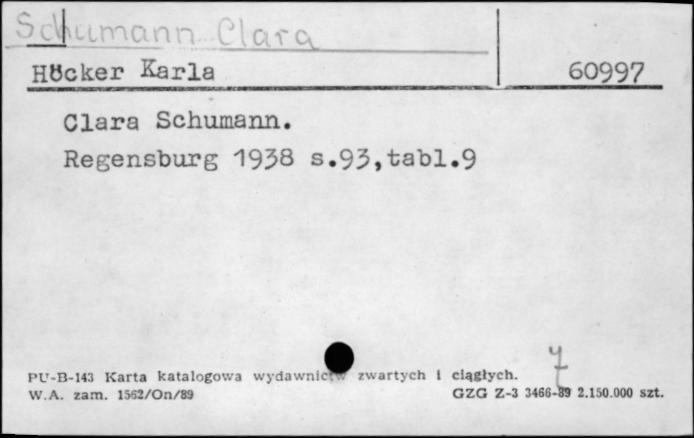 Schumann Clara
Höcker Karla 60997
Clara Schumann.
Regensburg 1938 s.93,tabl.9
PU-B-143 Karta katalogowa wydawnictw zwartych i ciągłych.
W.A. zam. 1562/On/89 GZG Z-3 3466-89 2.150.000 szt.